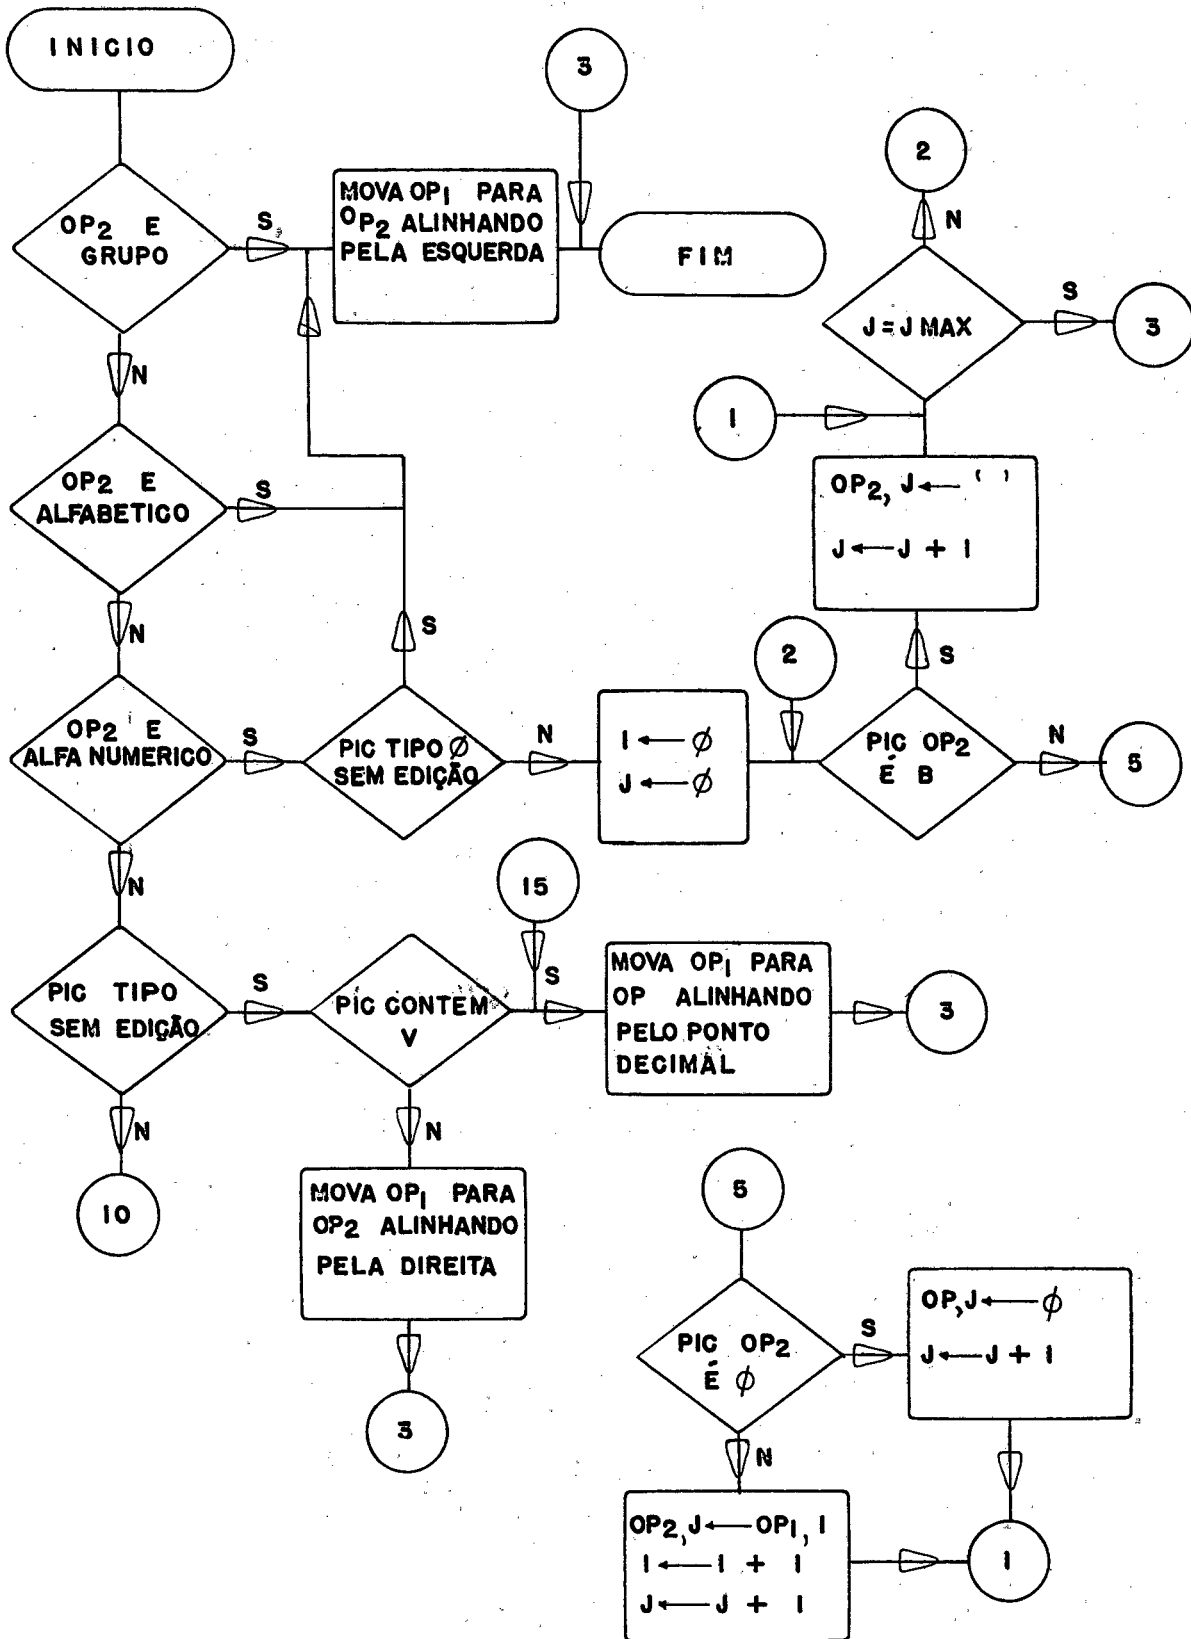 INICIO
3
2
OP2 E
GRUPO
S
MOVA OP1 PARA
OP2 ALINHANDO
PELA ESQUERDA
FIM
N
J = J MAX
S
3
N
1
OP2 E
ALFABETICO
S
OP2, J ← ' '
J ← J + 1
N
S
2
S
OP2 E
ALFA NUMERICO
S
PIC TIPO Ø
SEM EDIÇÃO
N
I ← Ø
J ← Ø
PIC OP2
É B
N
5
N
15
PIC TIPO
SEM EDIÇÃO
S
PIC CONTEM
V
S
MOVA OP1 PARA
OP ALINHANDO
PELO PONTO
DECIMAL
3
N
N
10
MOVA OP1 PARA
OP2 ALINHANDO
PELA DIREITA
3
5
PIC OP2
É Ø
S
OP, J ← Ø
J ← J + 1
N
OP2, J ← OP1, I
I ← I + 1
J ← J + 1
1